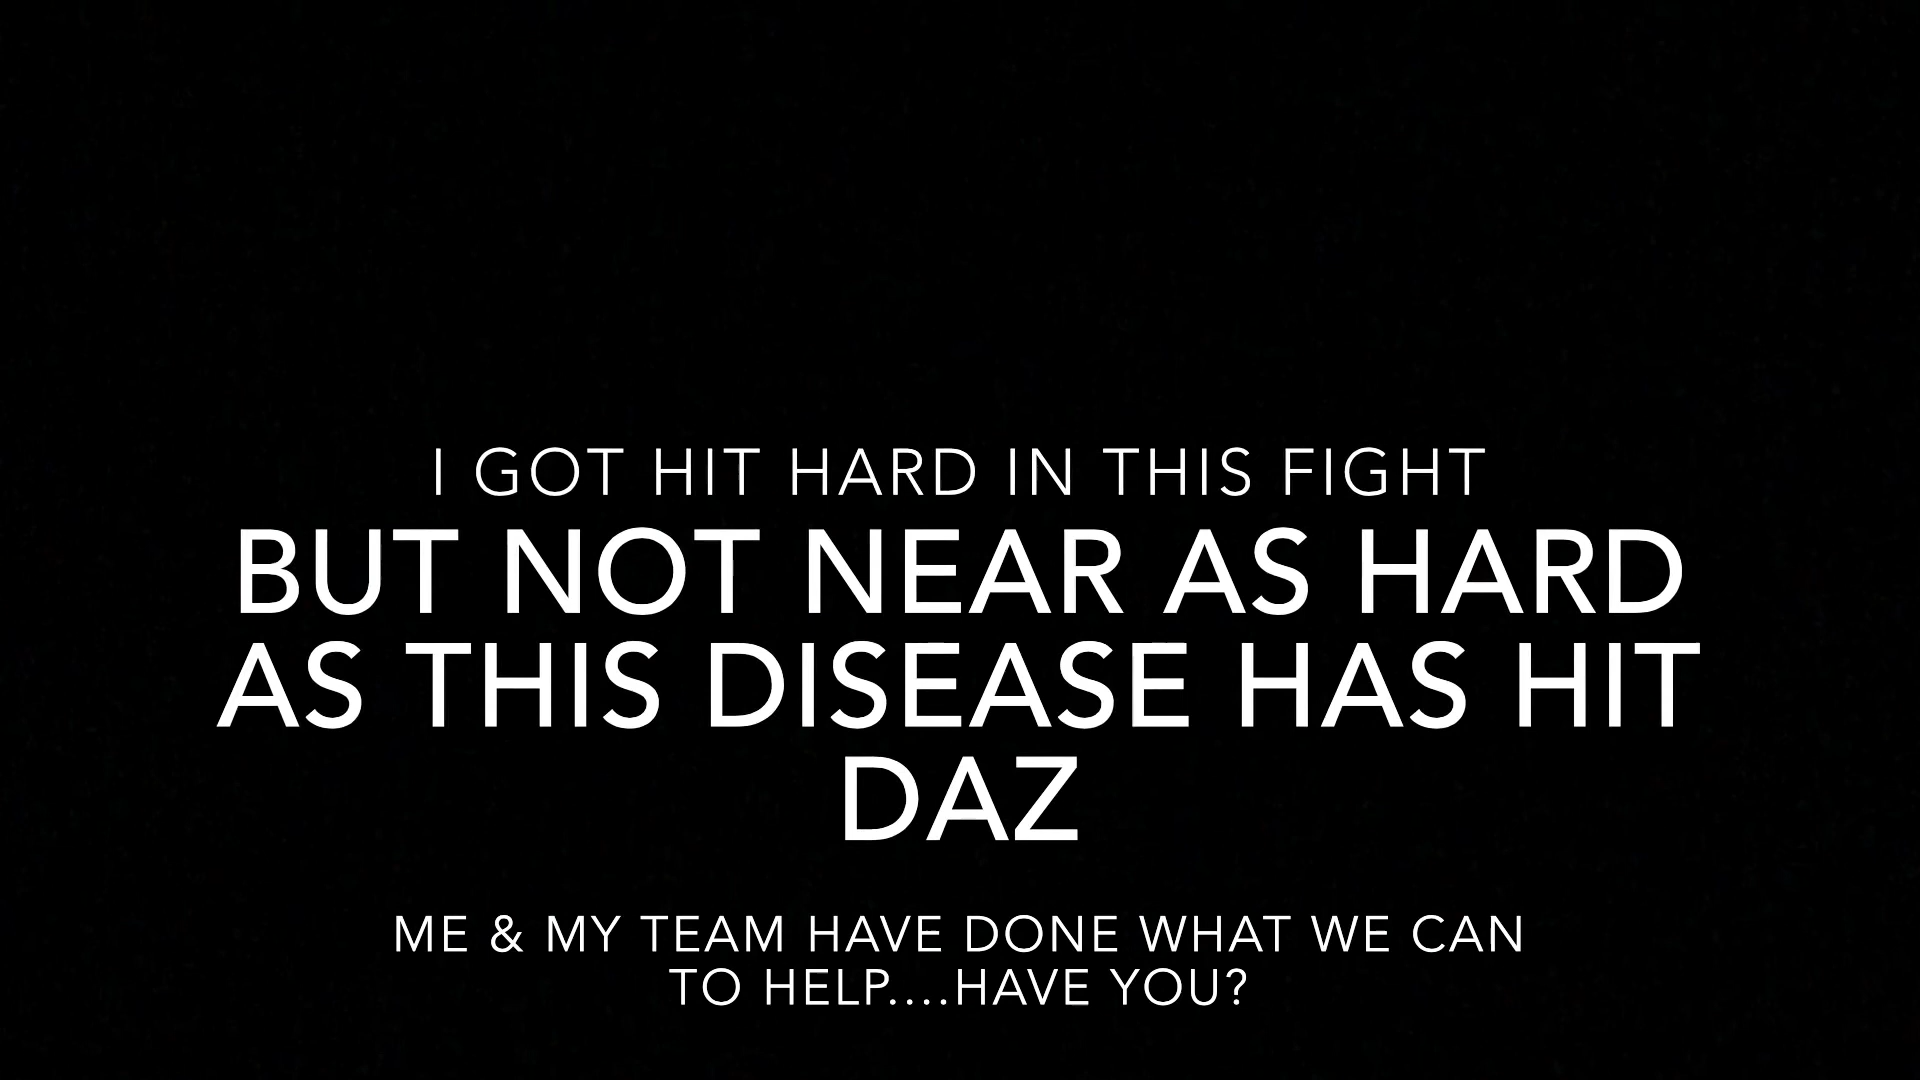 I GOT HIT HARD IN THIS FIGHT
BUT NOT NEAR AS HARD
AS THIS DISEASE HAS HIT
DAZ
ME & MY TEAM HAVE DONE WHAT WE CAN
TO HELP....HAVE YOU?